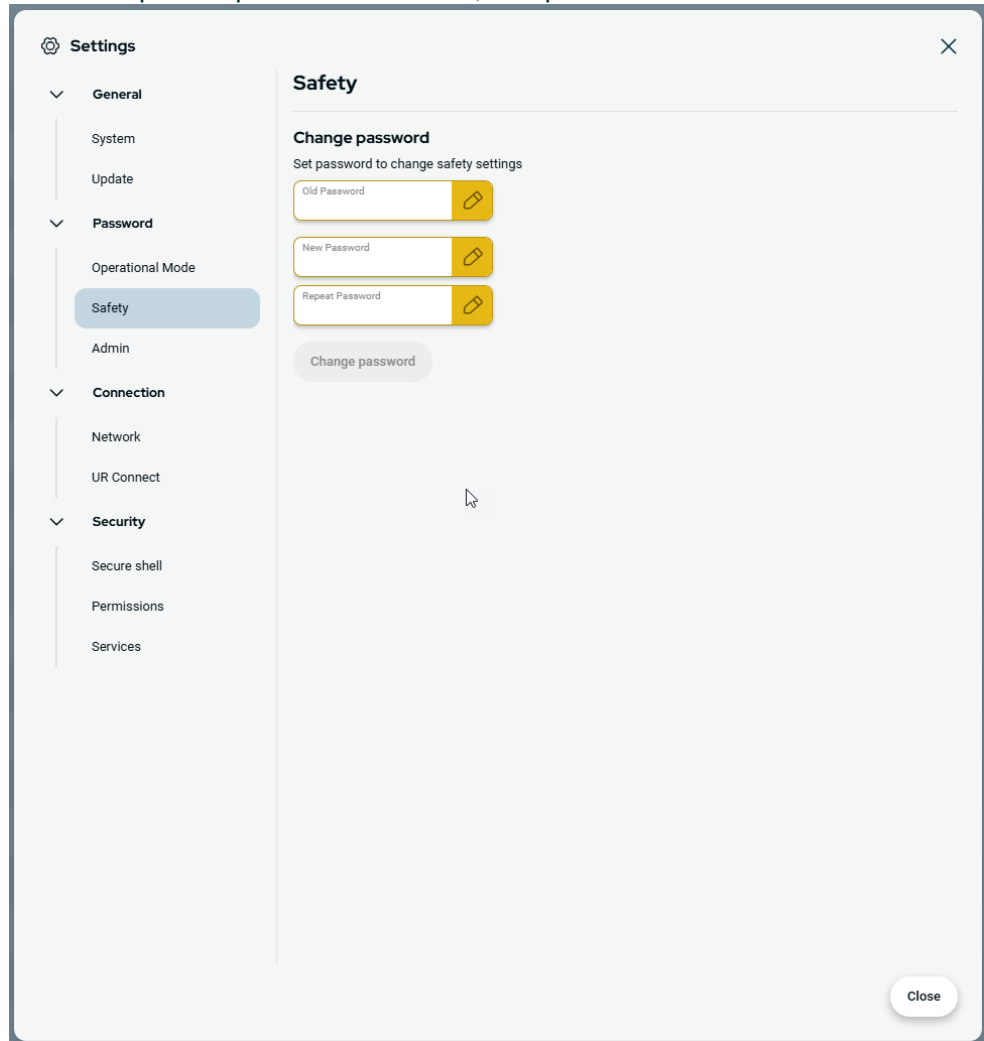 Settings
General
System
Update
Password
Operational Mode
Safety
Admin
Connection
Network
UR Connect
Security
Secure shell
Permissions
Services
Safety
Change password
Set password to change safety settings
Old Password
New Password
Repeat Password
Change password
Close